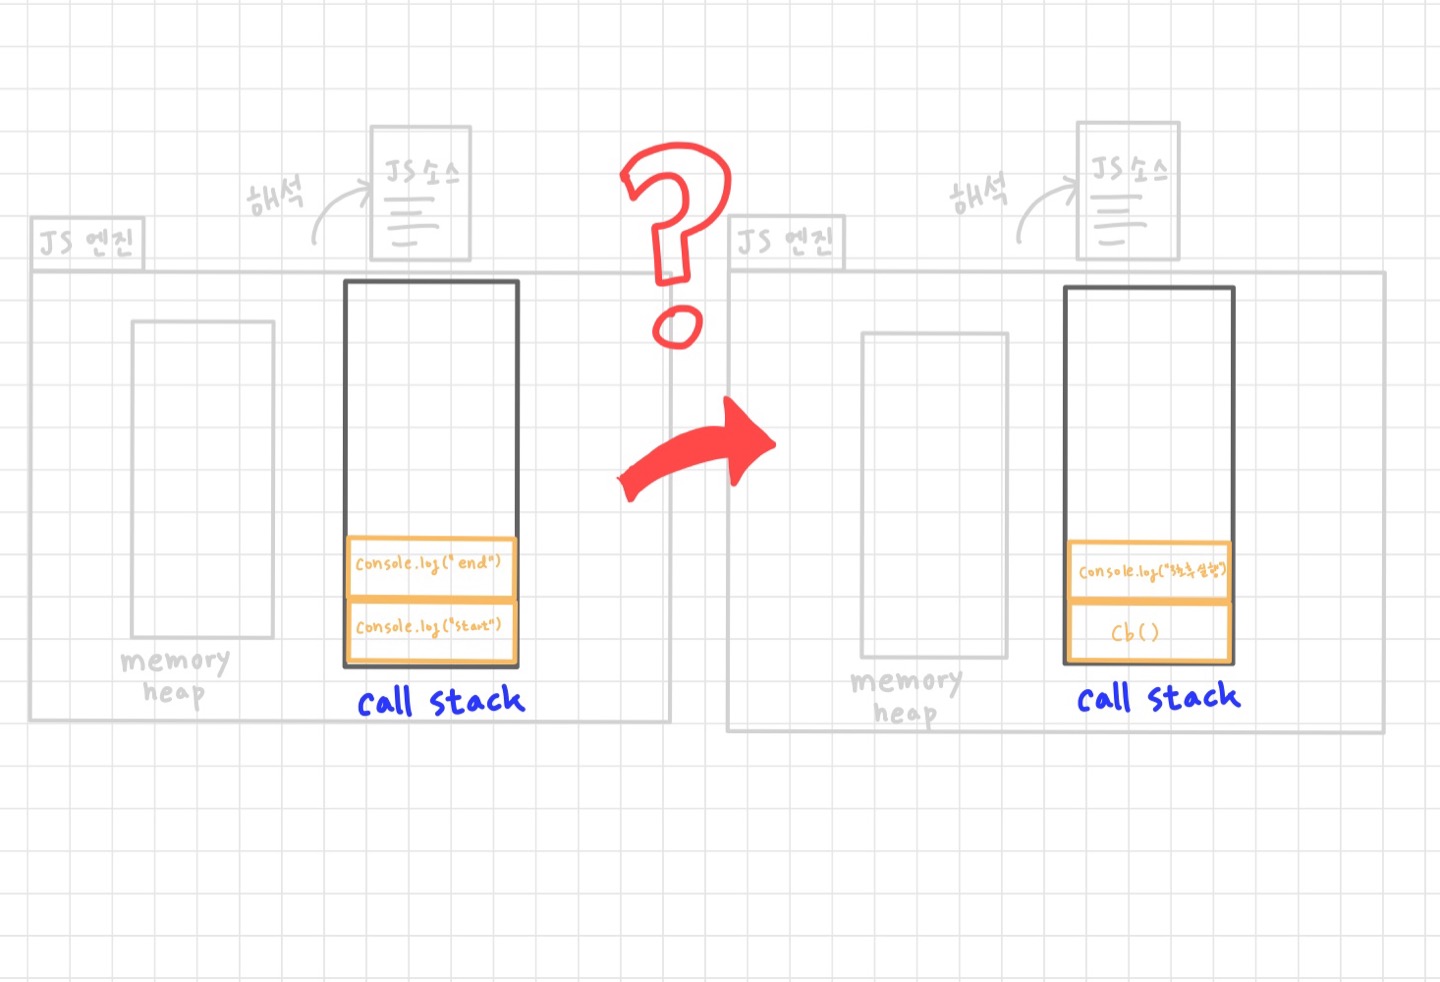 해석
JS 소스
JS 엔진
console.log("end")
console.log("start")
memory
heap
call stack
?
해석
JS 소스
JS 엔진
console.log("3초후 실행")
Cb()
memory
heap
call stack